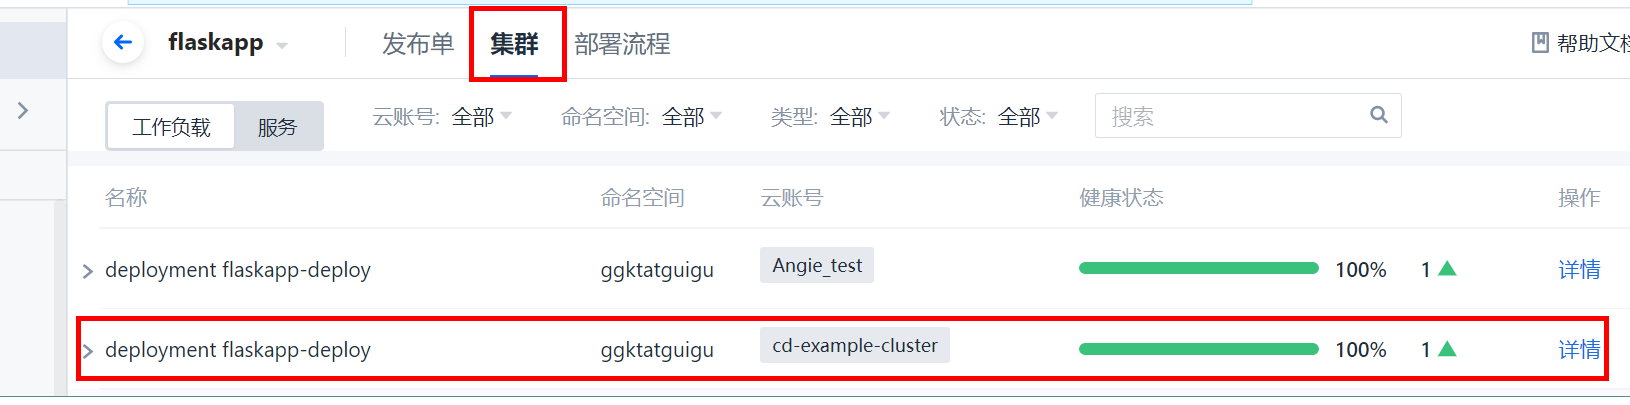 flaskapp 发布单 集群 部署流程 帮助文档
工作负载 服务 云账号: 全部 命名空间: 全部 类型: 全部 状态: 全部 搜索
名称 命名空间 云账号 健康状态 操作
deployment flaskapp-deploy ggktatguigu Angie_test 100% 1 详情
deployment flaskapp-deploy ggktatguigu cd-example-cluster 100% 1 详情